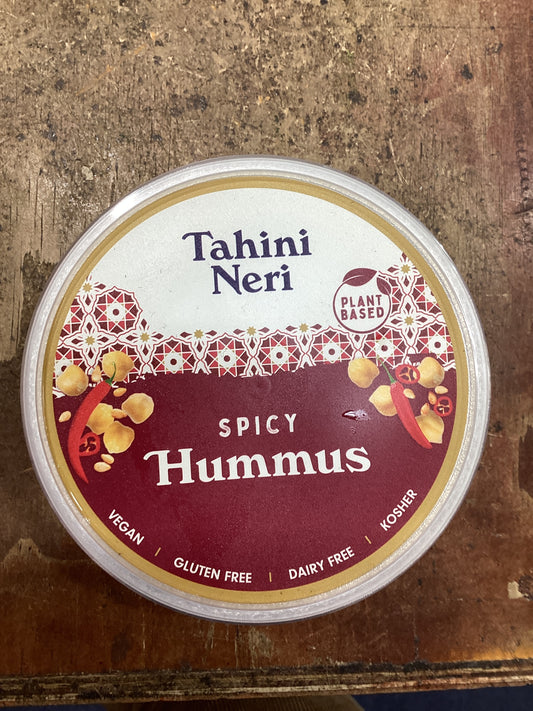 Tahini
Neri
PLANT
BASED
SPICY
Hummus
VEGAN | GLUTEN FREE | DAIRY FREE | KOSHER